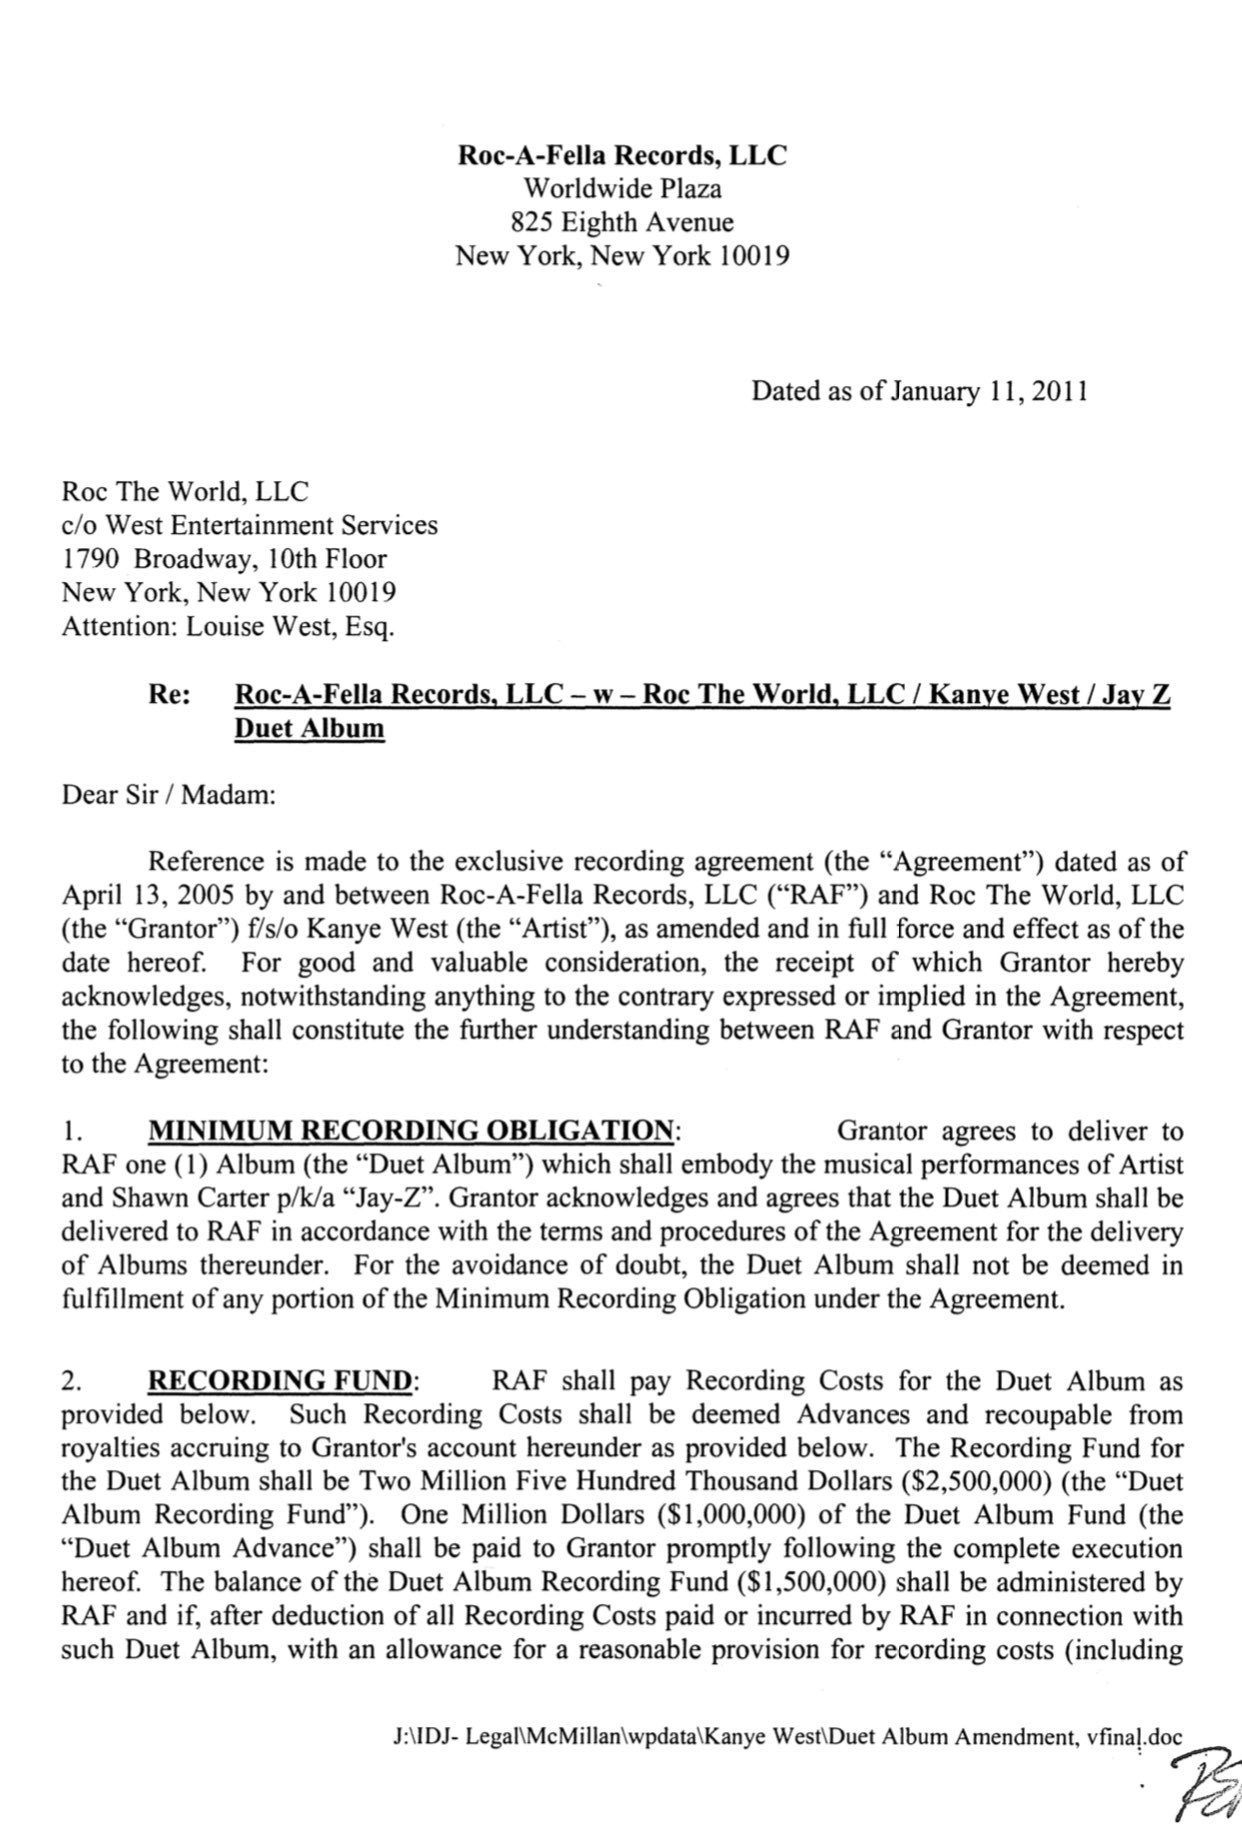 Roc-A-Fella Records, LLC
Worldwide Plaza
825 Eighth Avenue
New York, New York 10019
Dated as of January 11, 2011
Roc The World, LLC
c/o West Entertainment Services
1790 Broadway, 10th Floor
New York, New York 10019
Attention: Louise West, Esq.
Re: Roc-A-Fella Records, LLC – w – Roc The World, LLC / Kanye West / Jay Z
Duet Album
Dear Sir / Madam:
Reference is made to the exclusive recording agreement (the “Agreement”) dated as of
April 13, 2005 by and between Roc-A-Fella Records, LLC (“RAF”) and Roc The World, LLC
(the “Grantor”) f/s/o Kanye West (the “Artist”), as amended and in full force and effect as of the
date hereof. For good and valuable consideration, the receipt of which Grantor hereby
acknowledges, notwithstanding anything to the contrary expressed or implied in the Agreement,
the following shall constitute the further understanding between RAF and Grantor with respect
to the Agreement:
1. MINIMUM RECORDING OBLIGATION: Grantor agrees to deliver to
RAF one (1) Album (the “Duet Album”) which shall embody the musical performances of Artist
and Shawn Carter p/k/a “Jay-Z”. Grantor acknowledges and agrees that the Duet Album shall be
delivered to RAF in accordance with the terms and procedures of the Agreement for the delivery
of Albums thereunder. For the avoidance of doubt, the Duet Album shall not be deemed in
fulfillment of any portion of the Minimum Recording Obligation under the Agreement.
2. RECORDING FUND: RAF shall pay Recording Costs for the Duet Album as
provided below. Such Recording Costs shall be deemed Advances and recoupable from
royalties accruing to Grantor's account hereunder as provided below. The Recording Fund for
the Duet Album shall be Two Million Five Hundred Thousand Dollars ($2,500,000) (the “Duet
Album Recording Fund”). One Million Dollars ($1,000,000) of the Duet Album Fund (the
“Duet Album Advance”) shall be paid to Grantor promptly following the complete execution
hereof. The balance of the Duet Album Recording Fund ($1,500,000) shall be administered by
RAF and if, after deduction of all Recording Costs paid or incurred by RAF in connection with
such Duet Album, with an allowance for a reasonable provision for recording costs (including
J:\IDJ- Legal\McMillan\wpdata\Kanye West\Duet Album Amendment, vfinal.doc